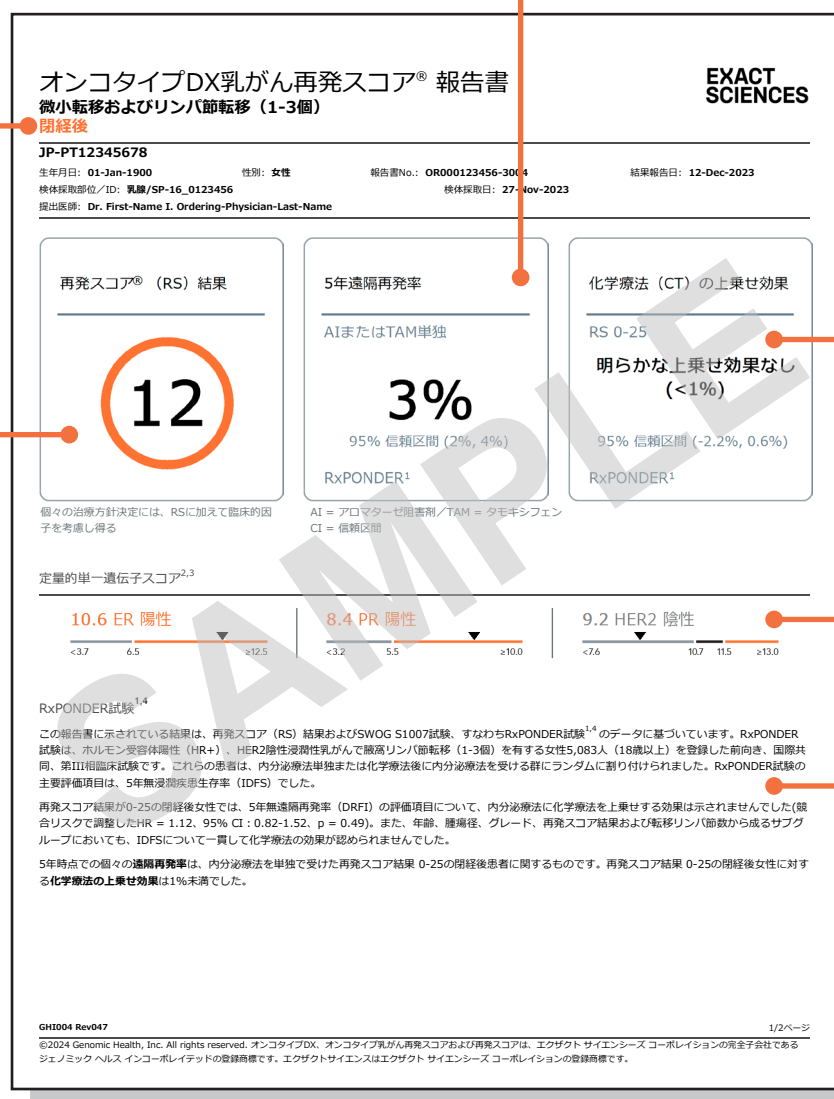 オンコタイプDX乳がん再発スコア® 報告書
EXACT
SCIENCES
微小転移およびリンパ節転移（1-3個）
閉経後
JP-PT12345678
生年月日: 01-Jan-1900 性別: 女性 報告書No.: OR000123456-3004 結果報告日: 12-Dec-2023
検体採取部位／ID: 乳腺/SP-16_0123456 検体採取日: 27-Nov-2023
提出医師: Dr. First-Name I. Ordering-Physician-Last-Name
再発スコア® （RS）結果
12
個々の治療方針決定には、RSに加えて臨床的因
子を考慮し得る
5年遠隔再発率
AIまたはTAM単独
3%
95% 信頼区間 (2%, 4%)
RxPONDER¹
AI = アロマターゼ阻害剤／TAM = タモキシフェン
CI = 信頼区間
化学療法（CT）の上乗せ効果
RS 0-25
明らかな上乗せ効果なし
(<1%)
95% 信頼区間 (-2.2%, 0.6%)
RxPONDER¹
定量的単一遺伝子スコア2,3
10.6 ER 陽性
<3.7 6.5 ≥12.5
8.4 PR 陽性
<3.2 5.5 ≥10.0
9.2 HER2 陰性
<7.6 10.7 11.5 ≥13.0
RxPONDER試験1,4
この報告書に示されている結果は、再発スコア（RS）結果およびSWOG S1007試験、すなわちRxPONDER試験1,4 のデータに基づいています。RxPONDER
試験は、ホルモン受容体陽性（HR+）、HER2陰性浸潤性乳がんで腋窩リンパ節転移（1-3個）を有する女性5,083人（18歳以上）を登録した前向き、国際共
同、第III相臨床試験です。これらの患者は、内分泌療法単独または化学療法後に内分泌療法を受ける群にランダムに割り付けられました。RxPONDER試験の
主要評価項目は、5年無浸潤疾患生存率（IDFS）でした。
再発スコア結果が0-25の閉経後女性では、5年無遠隔再発率（DRFI）の評価項目について、内分泌療法に化学療法を上乗せする効果は示されませんでした(競
合リスクで調整したHR = 1.12、95% CI : 0.82-1.52、p = 0.49)。また、年齢、腫瘍径、グレード、再発スコア結果および転移リンパ節数から成るサブグ
ループにおいても、IDFSについて一貫して化学療法の効果が認められませんでした。
5年時点での個々の遠隔再発率は、内分泌療法を単独で受けた再発スコア結果 0-25の閉経後患者に関するものです。再発スコア結果 0-25の閉経後女性に対す
る化学療法の上乗せ効果は1%未満でした。
SAMPLE
GHI004 Rev047 1/2ページ
©2024 Genomic Health, Inc. All rights reserved. オンコタイプDX、オンコタイプ乳がん再発スコアおよび再発スコアは、エクザクト サイエンシーズ コーポレイションの完全子会社である
ジェノミック ヘルス インコーポレイテッドの登録商標です。エクザクトサイエンスはエクザクト サイエンシーズ コーポレイションの登録商標です。